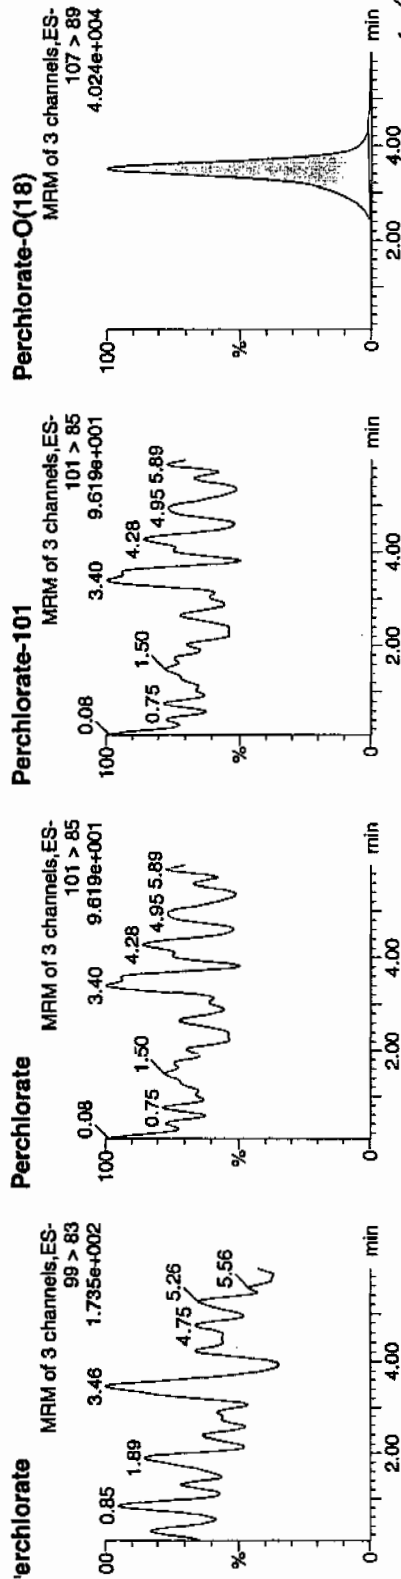 erchlorate
MRM of 3 channels,ES-
99 > 83
1.735e+002
00
3.46
0.85
1.89
5.26
4.75
5.56
%
2.00
4.00
min
Perchlorate
MRM of 3 channels,ES-
101 > 85
9.619e+001
100
0.08
3.40
4.28
4.95 5.89
1.50
0.75
%
0
2.00
4.00
min
Perchlorate-101
MRM of 3 channels,ES-
101 > 85
9.619e+001
100
0.08
3.40
4.28
4.95 5.89
1.50
0.75
%
0
2.00
4.00
min
Perchlorate-O(18)
MRM of 3 channels,ES-
107 > 89
4.024e+004
100
%
0
2.00
4.00
min